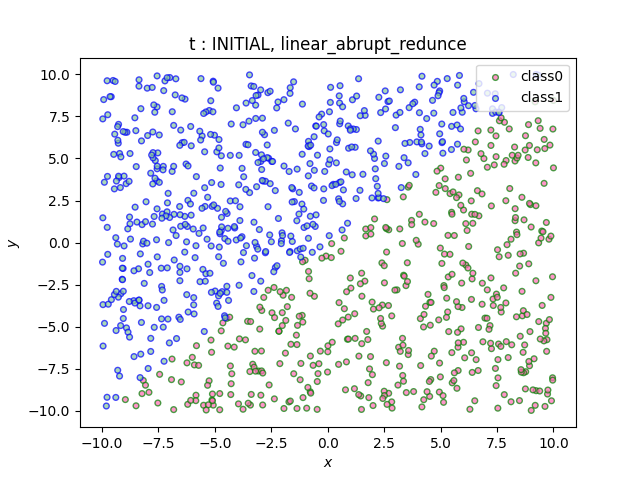 t : INITIAL, linear_abrupt_redunce
class0
class1
10.0
7.5
5.0
2.5
0.0
−2.5
−5.0
−7.5
−10.0
y
−10.0 −7.5 −5.0 −2.5 0.0 2.5 5.0 7.5 10.0
x